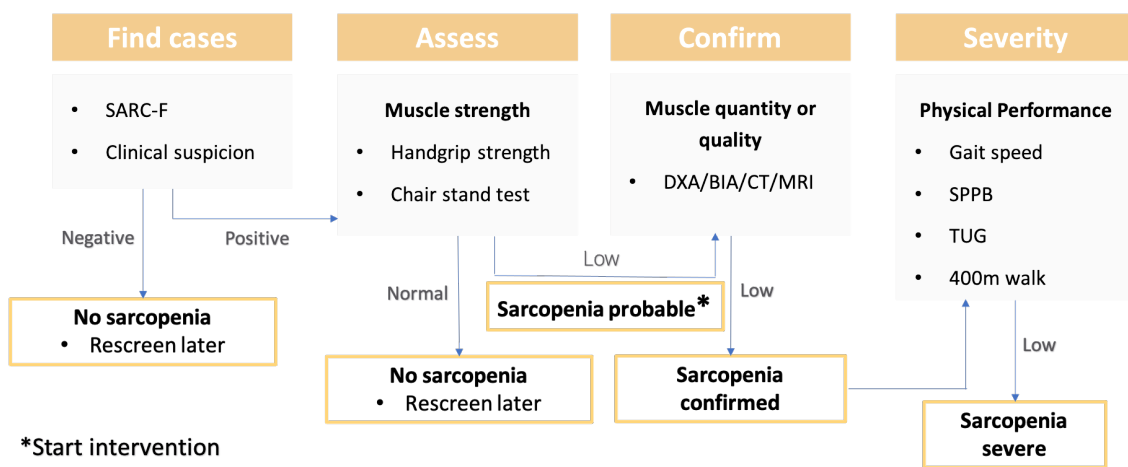 Find cases
Assess
Confirm
Severity
• SARC-F
• Clinical suspicion
Muscle strength
• Handgrip strength
• Chair stand test
Muscle quantity or
quality
• DXA/BIA/CT/MRI
Physical Performance
• Gait speed
• SPPB
• TUG
• 400m walk
Negative
Positive
Normal
Low
Low
Low
No sarcopenia
• Rescreen later
Sarcopenia probable*
No sarcopenia
• Rescreen later
Sarcopenia
confirmed
Sarcopenia
severe
*Start intervention